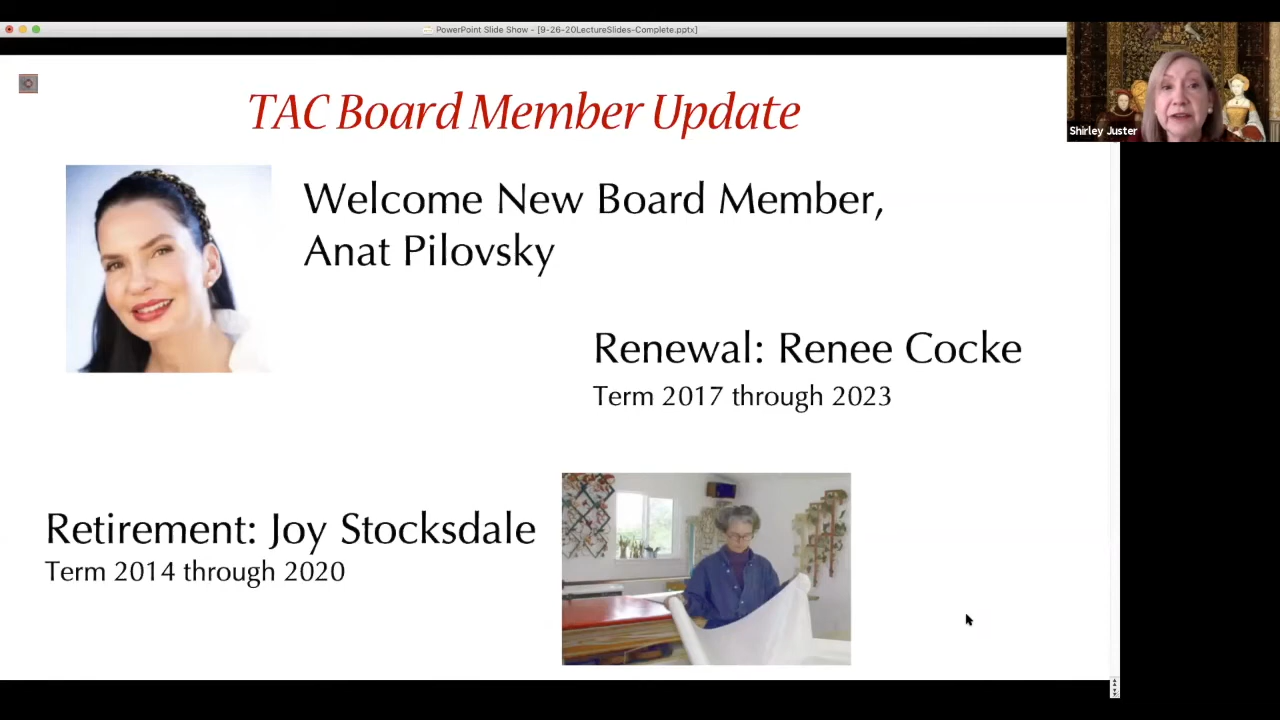 PowerPoint Slide Show - [9-26-20LectureSlides-Complete.pptx]
Shirley Juster
TAC Board Member Update
Welcome New Board Member,
Anat Pilovsky
Renewal: Renee Cocke
Term 2017 through 2023
Retirement: Joy Stocksdale
Term 2014 through 2020